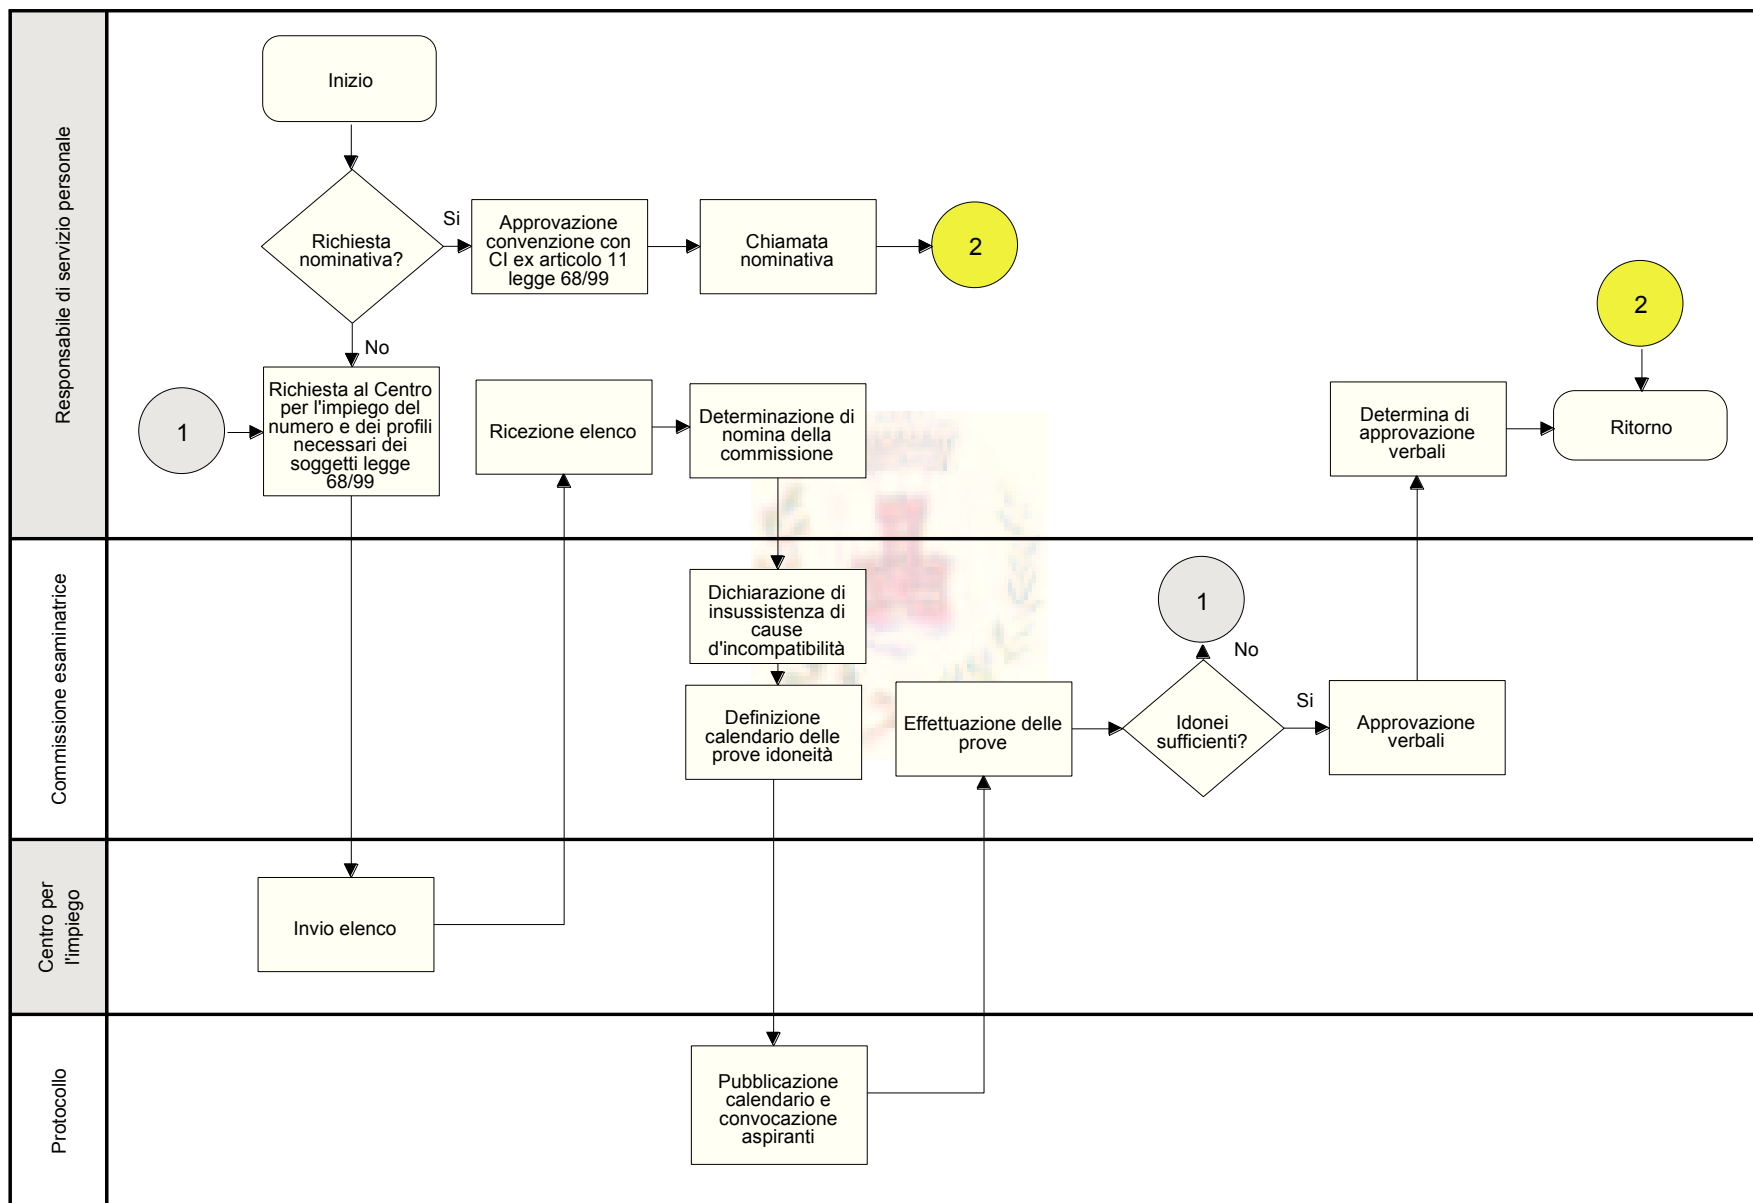 Responsabile di servizio personale
Inizio
Richiesta
nominativa?
Si
Approvazione
convenzione con
CI ex articolo 11
legge 68/99
Chiamata
nominativa
2
No
1
Richiesta al Centro
per l'impiego del
numero e dei profili
necessari dei
soggetti legge
68/99
Ricezione elenco
Determinazione di
nomina della
commissione
2
Determina di
approvazione
verbali
Ritorno
Commissione esaminatrice
Dichiarazione di
insussistenza di
cause
d'incompatibilità
Definizione
calendario delle
prove idoneità
Effettuazione delle
prove
1
No
Idonei
sufficienti?
Si
Approvazione
verbali
Centro per
l'impiego
Invio elenco
Protocollo
Pubblicazione
calendario e
convocazione
aspiranti